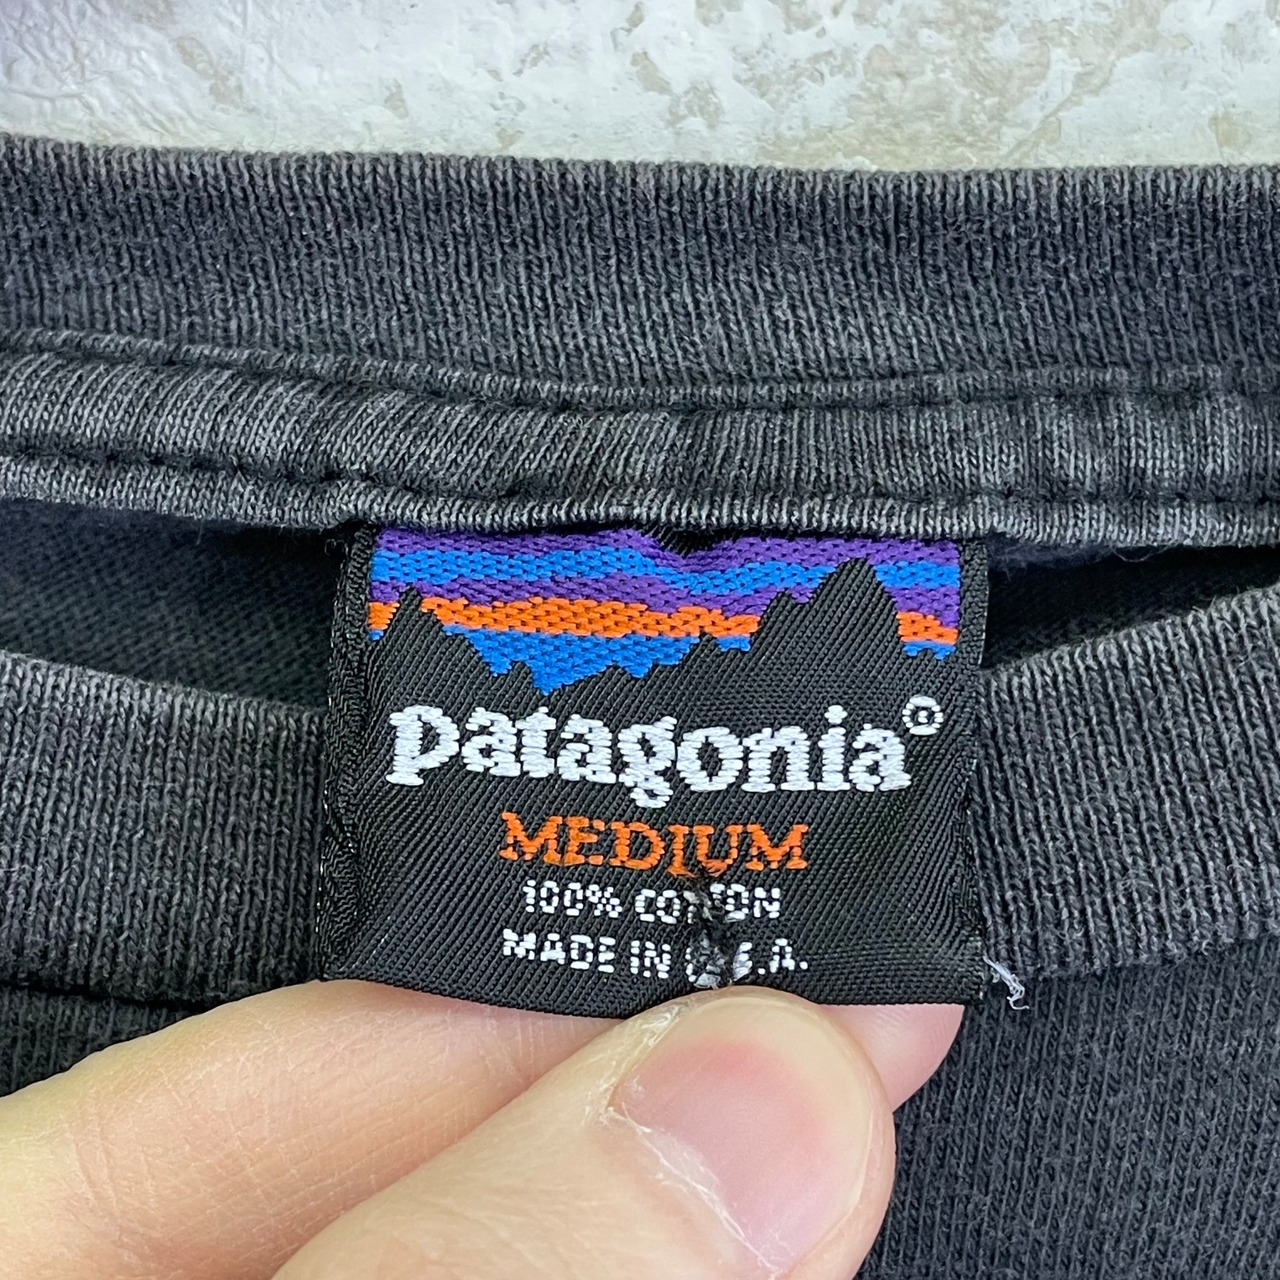 patagonia®
MEDIUM
100% COTTON
MADE IN U.S.A.